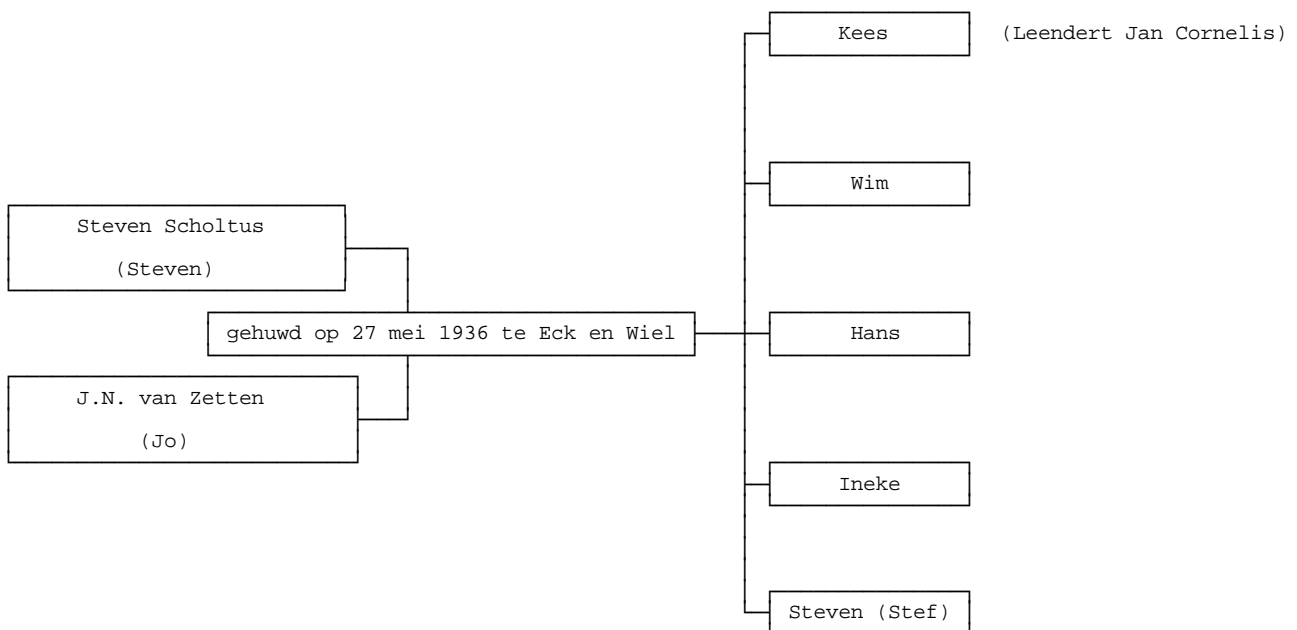 Kees (Leendert Jan Cornelis)
Wim
Steven Scholtus
(Steven)
gehuwd op 27 mei 1936 te Eck en Wiel
Hans
J.N. van Zetten
(Jo)
Ineke
Steven (Stef)